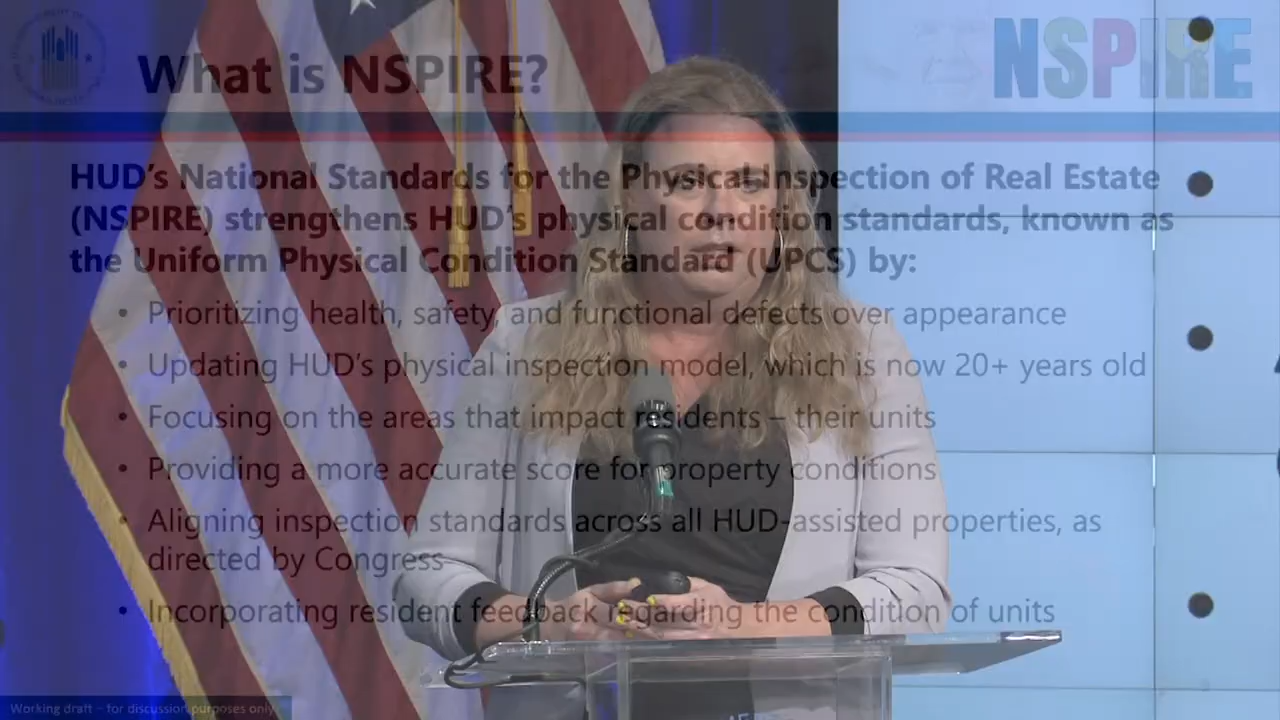 What is NSPIRE?
NSPIRE
HUD's National Standards for the Physical Inspection of Real Estate
(NSPIRE) strengthens HUD's physical condition standards, known as
the Uniform Physical Condition Standard (UPCS) by:
• Prioritizing health, safety, and functional defects over appearance
• Updating HUD's physical inspection model, which is now 20+ years old
• Focusing on the areas that impact residents – their units
• Providing a more accurate score for property conditions
• Aligning inspection standards across all HUD-assisted properties, as
directed by Congress
• Incorporating resident feedback regarding the condition of units
Working draft – for discussion purposes only